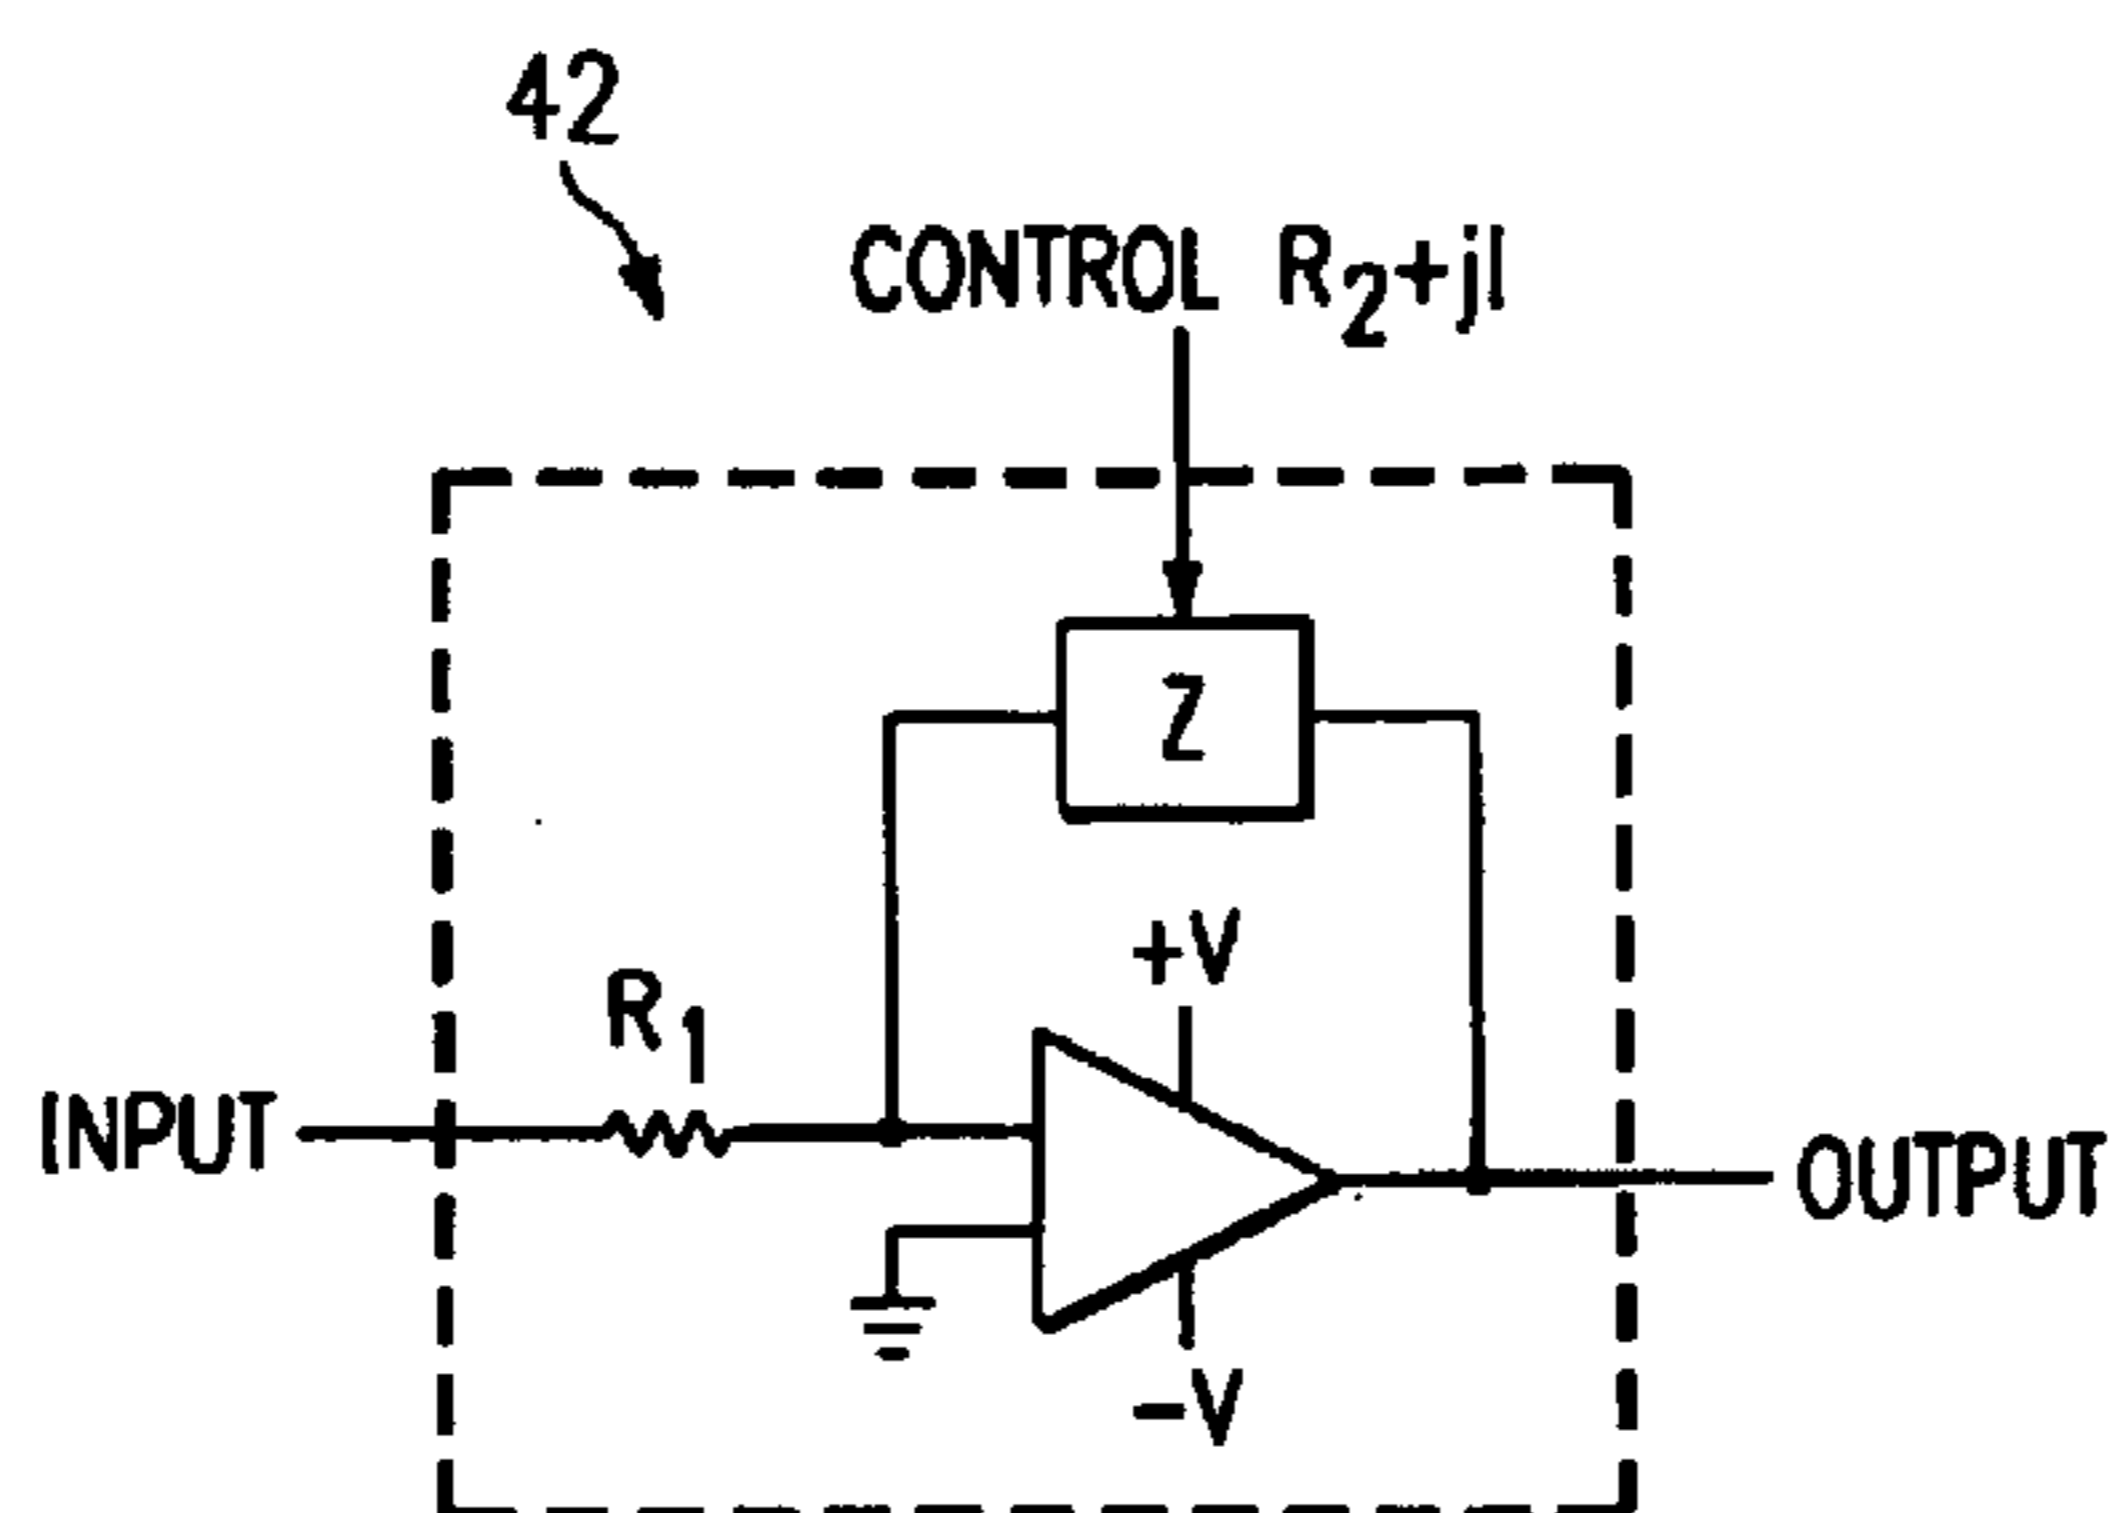 42
CONTROL R2+jI
Z
+V
R1
INPUT
OUTPUT
-V